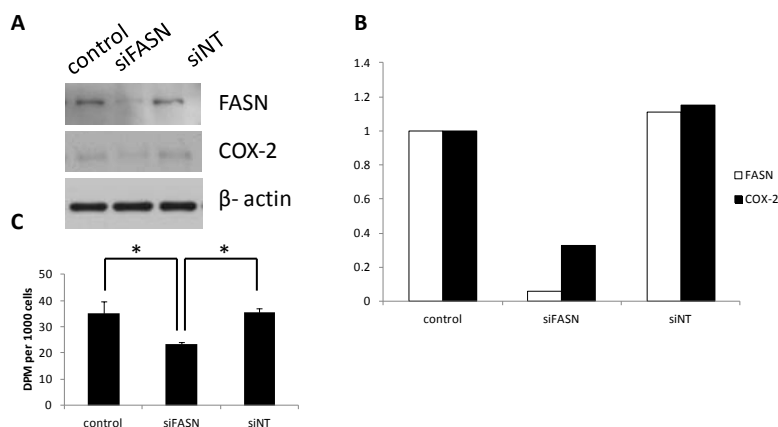 A
control
siFASN
siNT
FASN
COX-2
β- actin
B
1.4
1.2
1
0.8
0.6
0.4
0.2
0
control
siFASN
siNT
FASN
COX-2
C
*
*
DPM per 1000 cells
50
40
30
20
10
0
control
siFASN
siNT